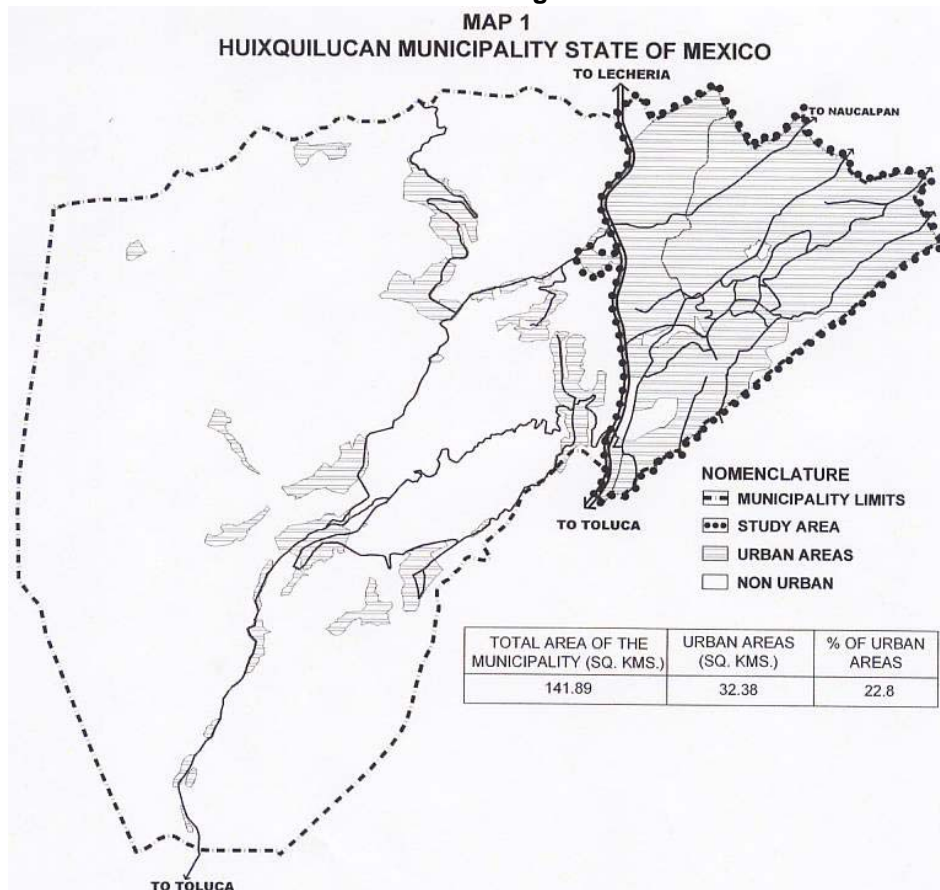 MAP 1
HUIXQUILUCAN MUNICIPALITY STATE OF MEXICO
TO LECHERIA
TO NAUCALPAN
TO TOLUCA
NOMENCLATURE
MUNICIPALITY LIMITS
STUDY AREA
URBAN AREAS
NON URBAN
TOTAL AREA OF THE MUNICIPALITY (SQ. KMS.)
URBAN AREAS (SQ. KMS.)
% OF URBAN AREAS
141.89
32.38
22.8
TO TOLUCA